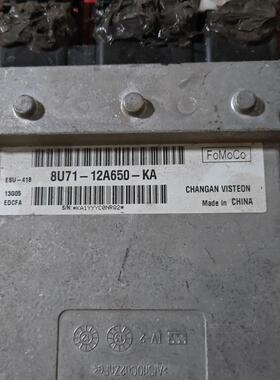 FoMoCo
ESU-418
8U71-12A650-KA
13G05
CHANGAN VISTEON
EDCFA
Made in CHINA
S/N: